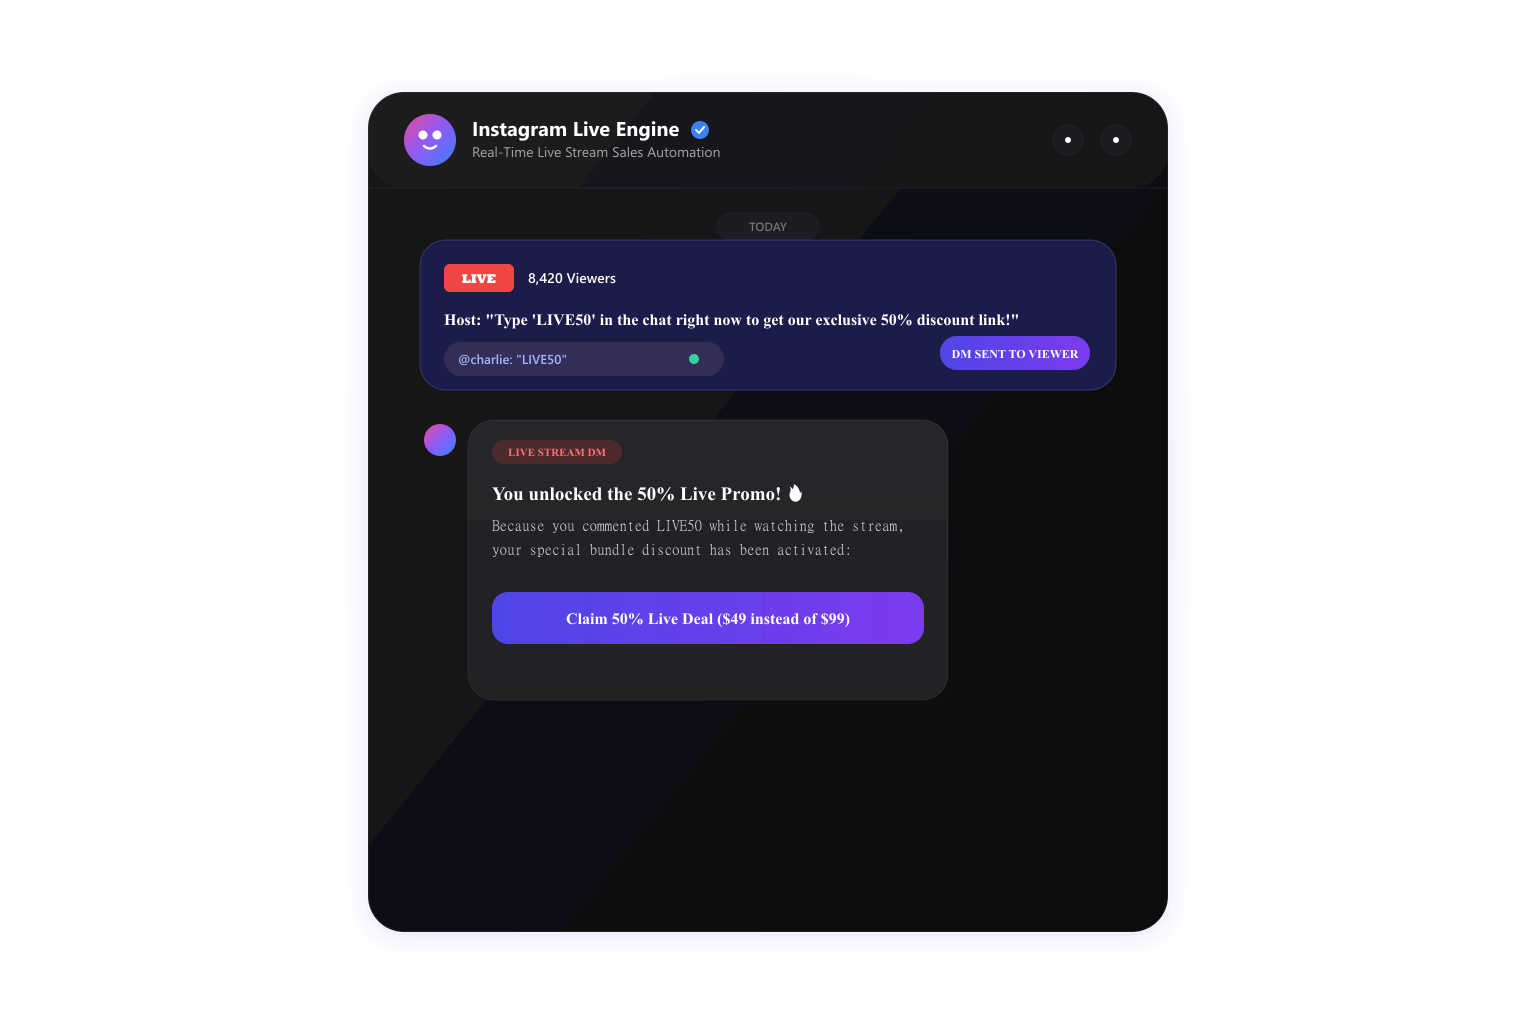 Instagram Live Engine
Real-Time Live Stream Sales Automation
TODAY
LIVE
8,420 Viewers
Host: "Type 'LIVE50' in the chat right now to get our exclusive 50% discount link!"
@charlie: "LIVE50"
DM SENT TO VIEWER
LIVE STREAM DM
You unlocked the 50% Live Promo!
Because you commented LIVE50 while watching the stream,
your special bundle discount has been activated:
Claim 50% Live Deal ($49 instead of $99)